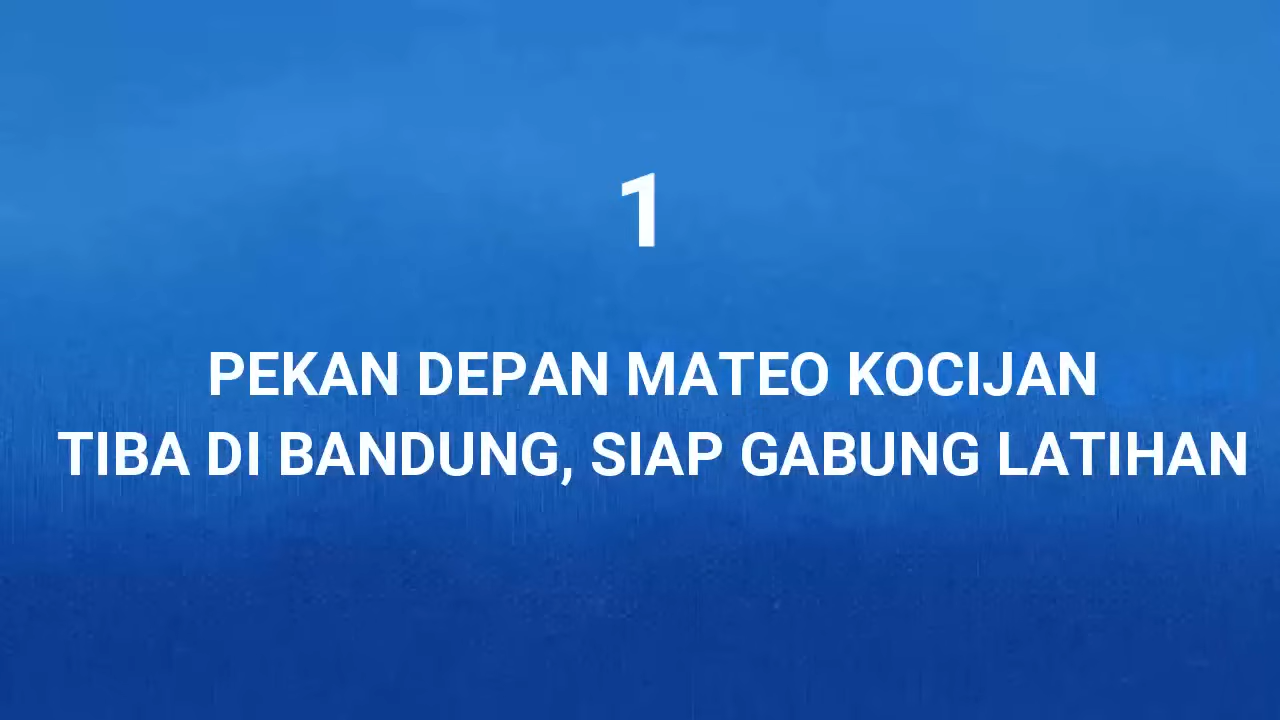 1
PEKAN DEPAN MATEO KOCIJAN
TIBA DI BANDUNG, SIAP GABUNG LATIHAN